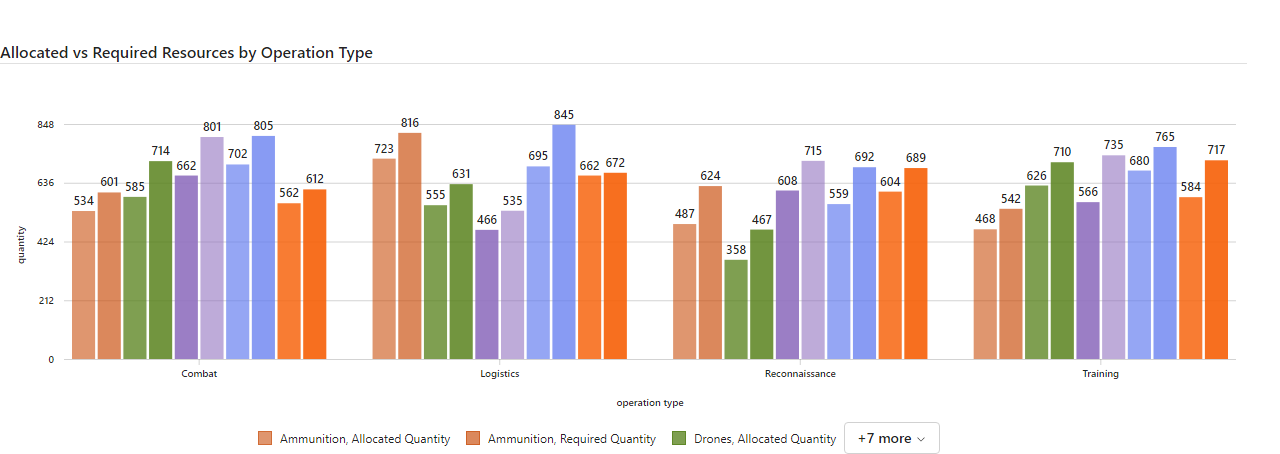 Allocated vs Required Resources by Operation Type
quantity
848
636
424
212
0
534 601 585 714 662 801 702 805 562 612
723 816 555 631 466 535 695 845 662 672
487 624 358 467 608 715 559 692 604 689
468 542 626 710 566 735 680 765 584 717
Combat Logistics Reconnaissance Training
operation type
Ammunition, Allocated Quantity Ammunition, Required Quantity Drones, Allocated Quantity +7 more